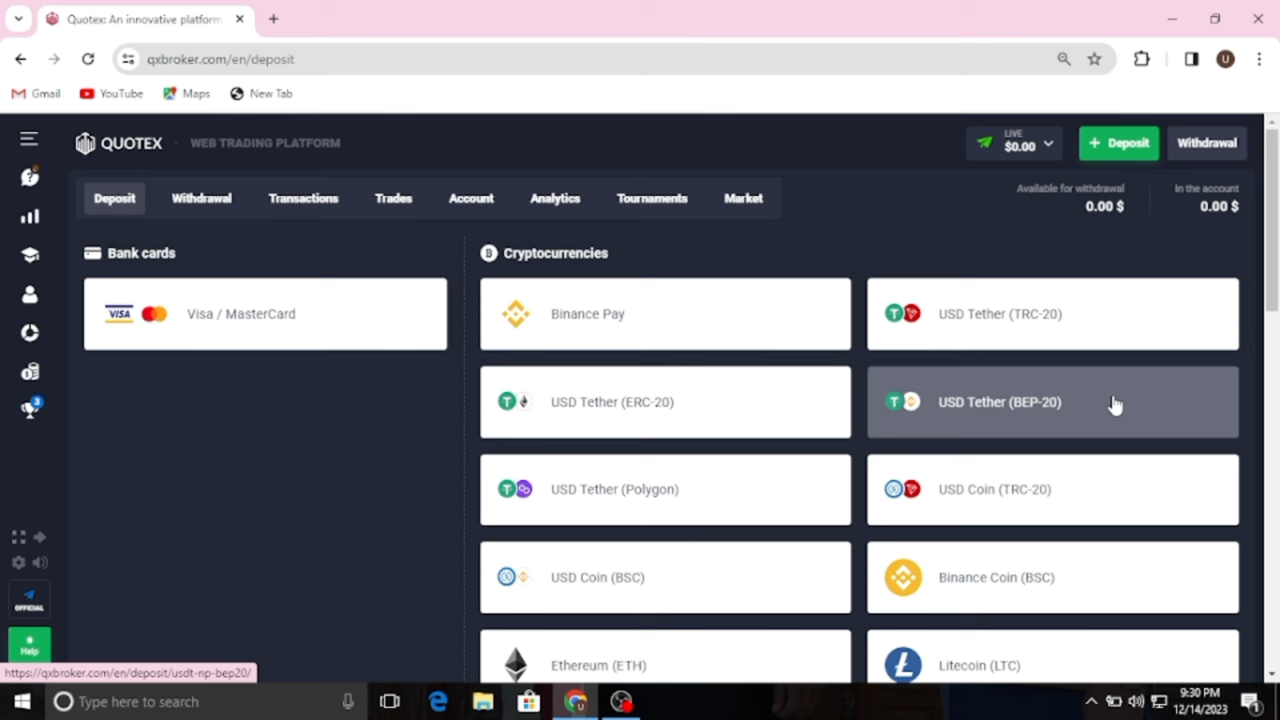 Quotex: An innovative platform
qxbroker.com/en/deposit
Gmail YouTube Maps New Tab
QUOTEX - WEB TRADING PLATFORM
LIVE
$0.00
+ Deposit
Withdrawal
Deposit Withdrawal Transactions Trades Account Analytics Tournaments Market
Available for withdrawal
0.00 $
In the account
0.00 $
Bank cards
Visa / MasterCard
VISA
Cryptocurrencies
Binance Pay
USD Tether (TRC-20)
USD Tether (ERC-20)
USD Tether (BEP-20)
USD Tether (Polygon)
USD Coin (TRC-20)
USD Coin (BSC)
Binance Coin (BSC)
Ethereum (ETH)
Litecoin (LTC)
3
OFFICIAL
Help
https://qxbroker.com/en/deposit/usdt-np-bep20/
Type here to search
9:30 PM
12/14/2023
1
U